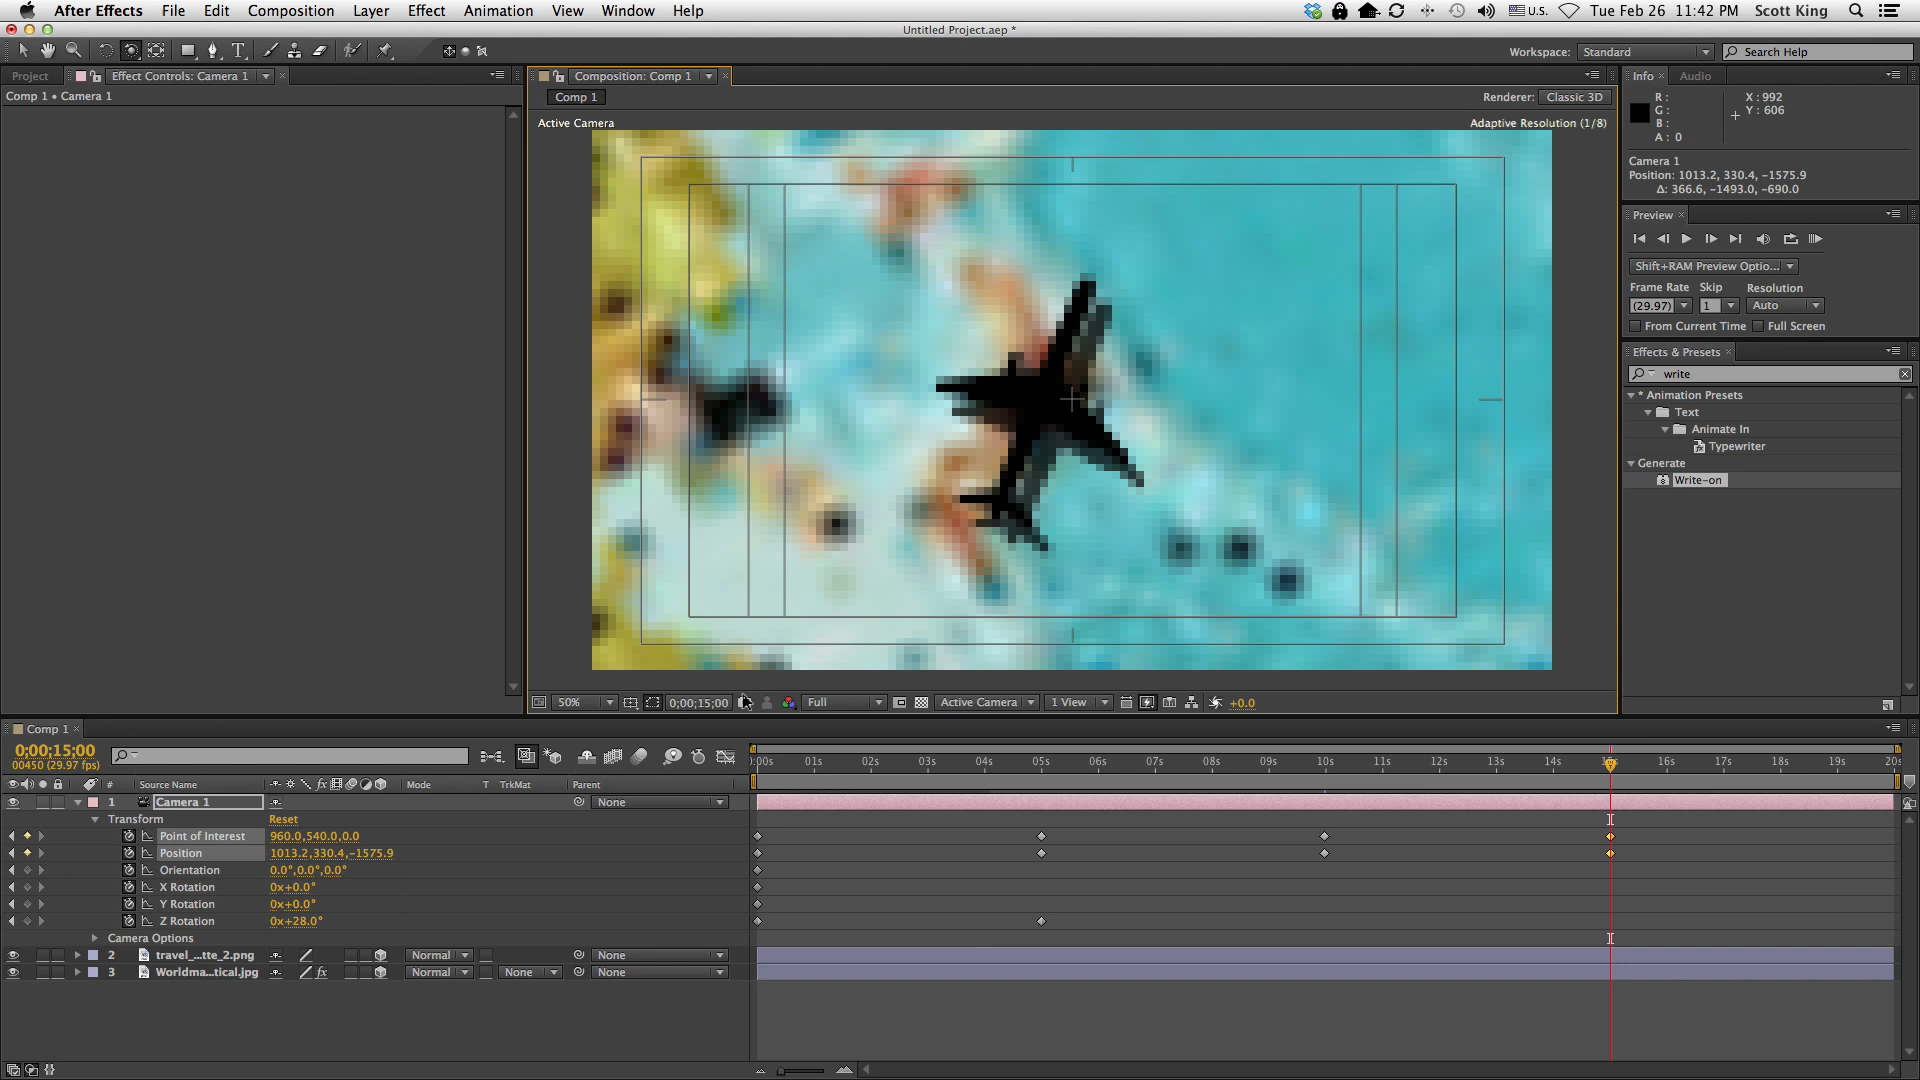 After Effects File Edit Composition Layer Effect Animation View Window Help U.S. Tue Feb 26 11:42 PM Scott King
Untitled Project.aep *
Workspace: Standard Search Help
Project Effect Controls: Camera 1 Composition: Comp 1 Info Audio
Comp 1 • Camera 1
Comp 1 Renderer: Classic 3D
Active Camera Adaptive Resolution (1/8)
R: X : 992
G: Y : 606
B:
A: 0
Camera 1
Position: 1013.2, 330.4, -1575.9
Δ: 366.6, -1493.0, -690.0
Preview
Shift+RAM Preview Optio...
Frame Rate Skip Resolution
(29.97) 1 Auto
From Current Time Full Screen
Effects & Presets
write
* Animation Presets
Text
Animate In
Typewriter
Generate
Write-on
50% 0;00;15;00 Full Active Camera 1 View +0.0
Comp 1
0;00;15;00
00450 (29.97 fps)
):00s 01s 02s 03s 04s 05s 06s 07s 08s 09s 10s 11s 12s 13s 14s 16s 17s 18s 19s 20s
# Source Name fx Mode T TrkMat Parent
1 Camera 1 None
Transform Reset
Point of Interest 960.0,540.0,0.0
Position 1013.2,330.4,-1575.9
Orientation 0.0°,0.0°,0.0°
X Rotation 0x+0.0°
Y Rotation 0x+0.0°
Z Rotation 0x+28.0°
Camera Options
2 travel_...tte_2.png Normal None
3 Worldma...tical.jpg fx Normal None None